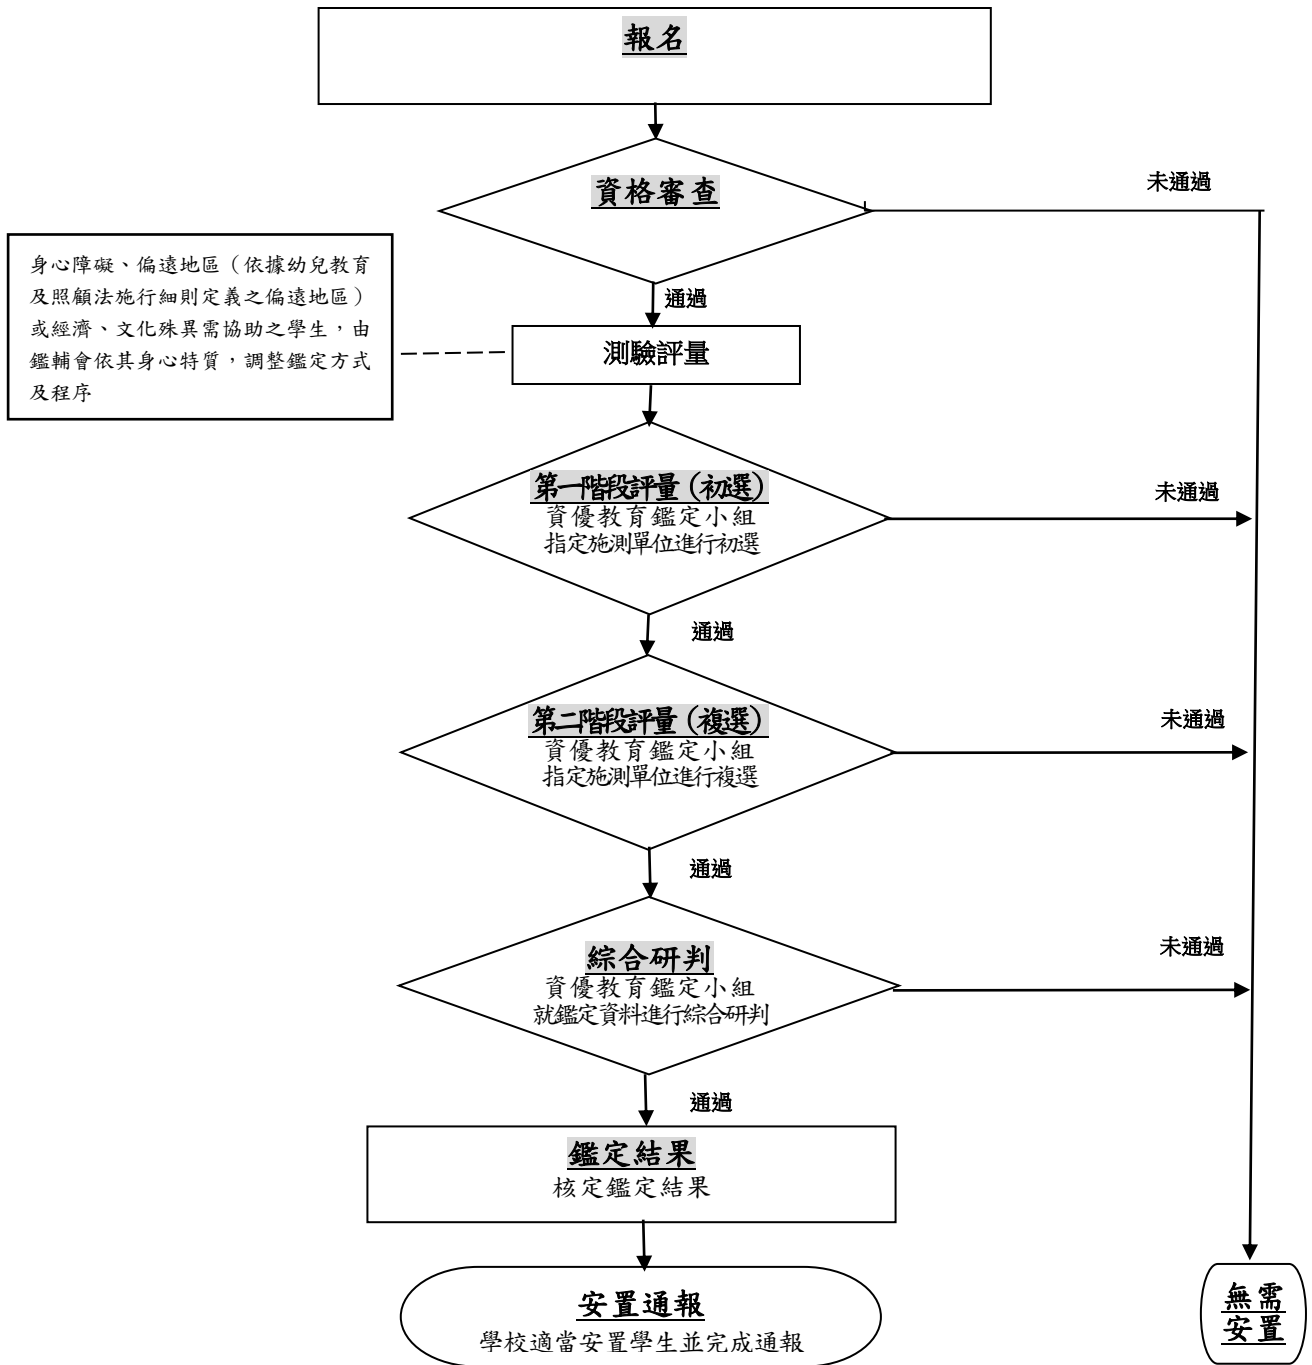 報名
資格審查
未通過
身心障礙、偏遠地區（依據幼兒教育
及照顧法施行細則定義之偏遠地區）
或經濟、文化殊異需協助之學生，由
鑑輔會依其身心特質，調整鑑定方式
及程序
通過
測驗評量
第一階段評量（初選）
資優教育鑑定小組
指定施測單位進行初選
未通過
通過
第二階段評量（複選）
資優教育鑑定小組
指定施測單位進行複選
未通過
通過
綜合研判
資優教育鑑定小組
就鑑定資料進行綜合研判
未通過
通過
鑑定結果
核定鑑定結果
安置通報
學校適當安置學生並完成通報
無需
安置